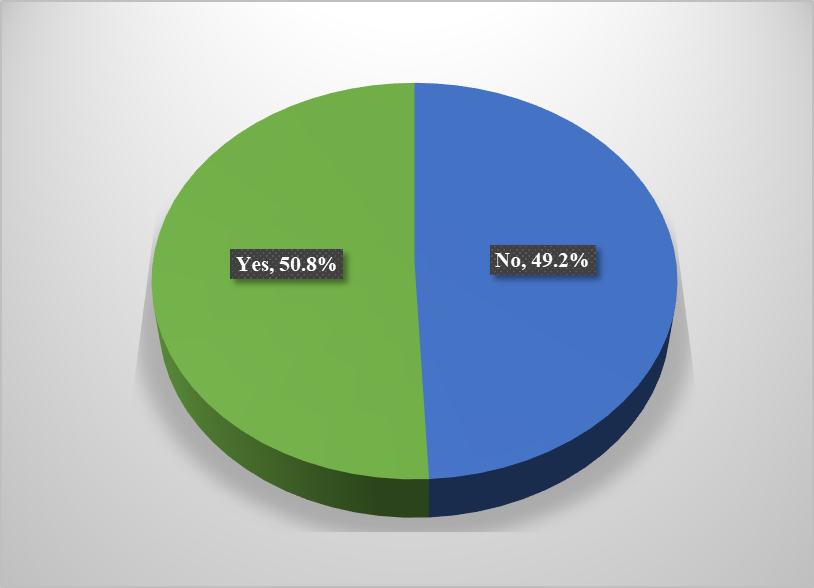 Yes, 50.8%
No, 49.2%